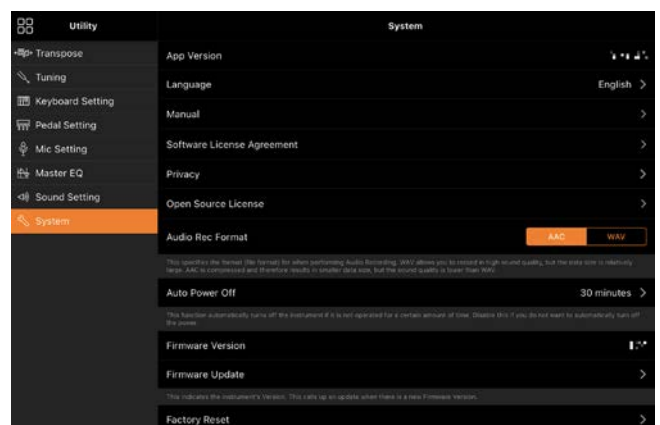 Utility
System
Transpose
Tuning
Keyboard Setting
Pedal Setting
Mic Setting
Master EQ
Sound Setting
System
App Version
Language
English
Manual
Software License Agreement
Privacy
Open Source License
Audio Rec Format
AAC
WAV
This specifies the format (file format) for when performing Audio Recording. WAV allows you to record in high sound quality, but the data size is relatively
large. AAC is compressed and therefore results in smaller data size, but the sound quality is lower than WAV.
Auto Power Off
30 minutes
This function automatically turns off the instrument if it is not operated for a certain amount of time. Disable this if you do not want to automatically turn off
the power.
Firmware Version
Firmware Update
This indicates the instrument's Version. This calls up an update when there is a new Firmware version.
Factory Reset